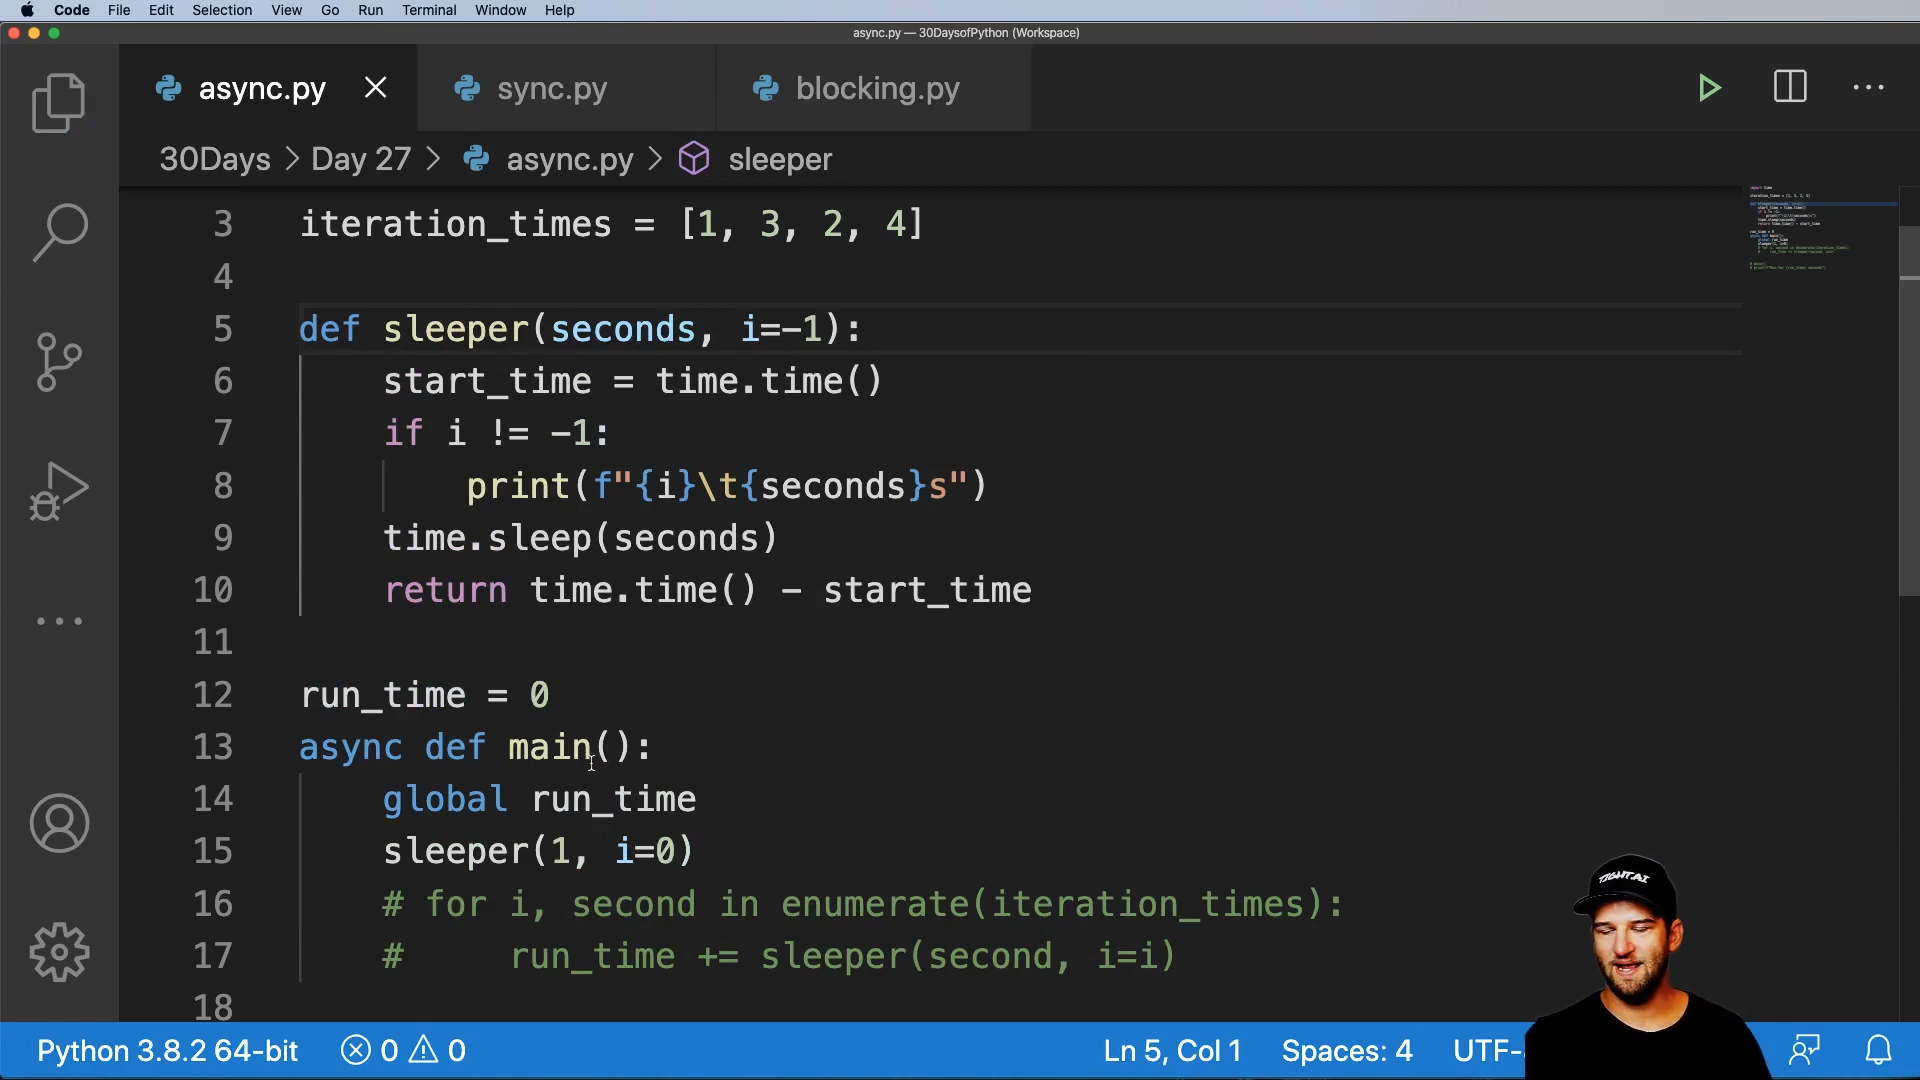 Code File Edit Selection View Go Run Terminal Window Help
async.py — 30DaysofPython (Workspace)
async.py sync.py blocking.py
30Days > Day 27 > async.py > sleeper
3 iteration_times = [1, 3, 2, 4]
4
5 def sleeper(seconds, i=-1):
6 start_time = time.time()
7 if i != -1:
8 print(f"{i}\t{seconds}s")
9 time.sleep(seconds)
10 return time.time() - start_time
11
12 run_time = 0
13 async def main():
14 global run_time
15 sleeper(1, i=0)
16 # for i, second in enumerate(iteration_times):
17 # run_time += sleeper(second, i=i)
18
TIGHT.AI
Python 3.8.2 64-bit 0 0 Ln 5, Col 1 Spaces: 4 UTF-